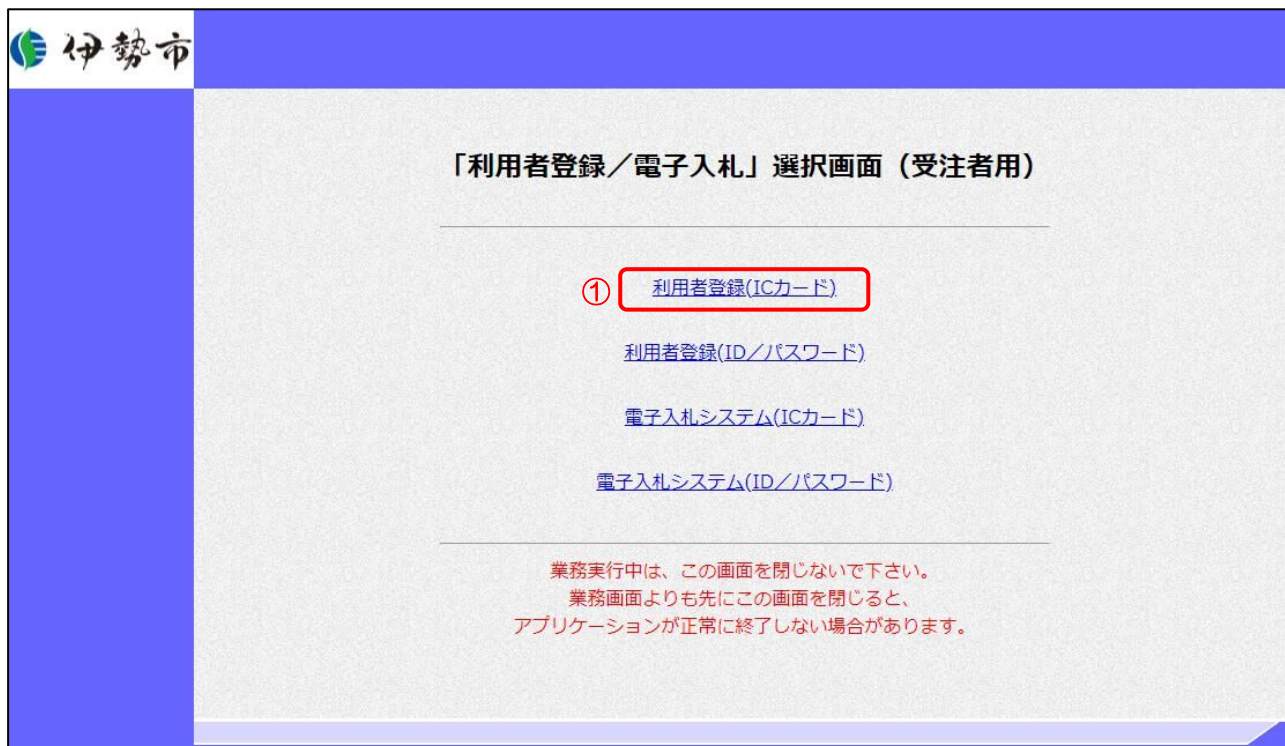 伊勢市
「利用者登録／電子入札」選択画面（受注者用）
① 利用者登録(ICカード)
利用者登録(ID／パスワード)
電子入札システム(ICカード)
電子入札システム(ID／パスワード)
業務実行中は、この画面を閉じないで下さい。
業務画面よりも先にこの画面を閉じると、
アプリケーションが正常に終了しない場合があります。